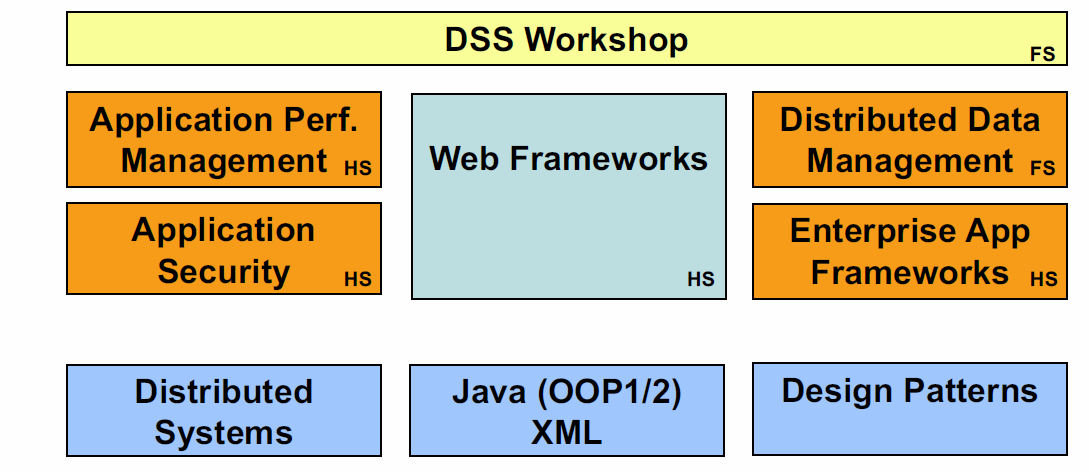 DSS Workshop
FS
Application Perf.
Management HS
Web Frameworks
HS
Distributed Data
Management FS
Application
Security HS
Enterprise App
Frameworks HS
Distributed
Systems
Java (OOP1/2)
XML
Design Patterns